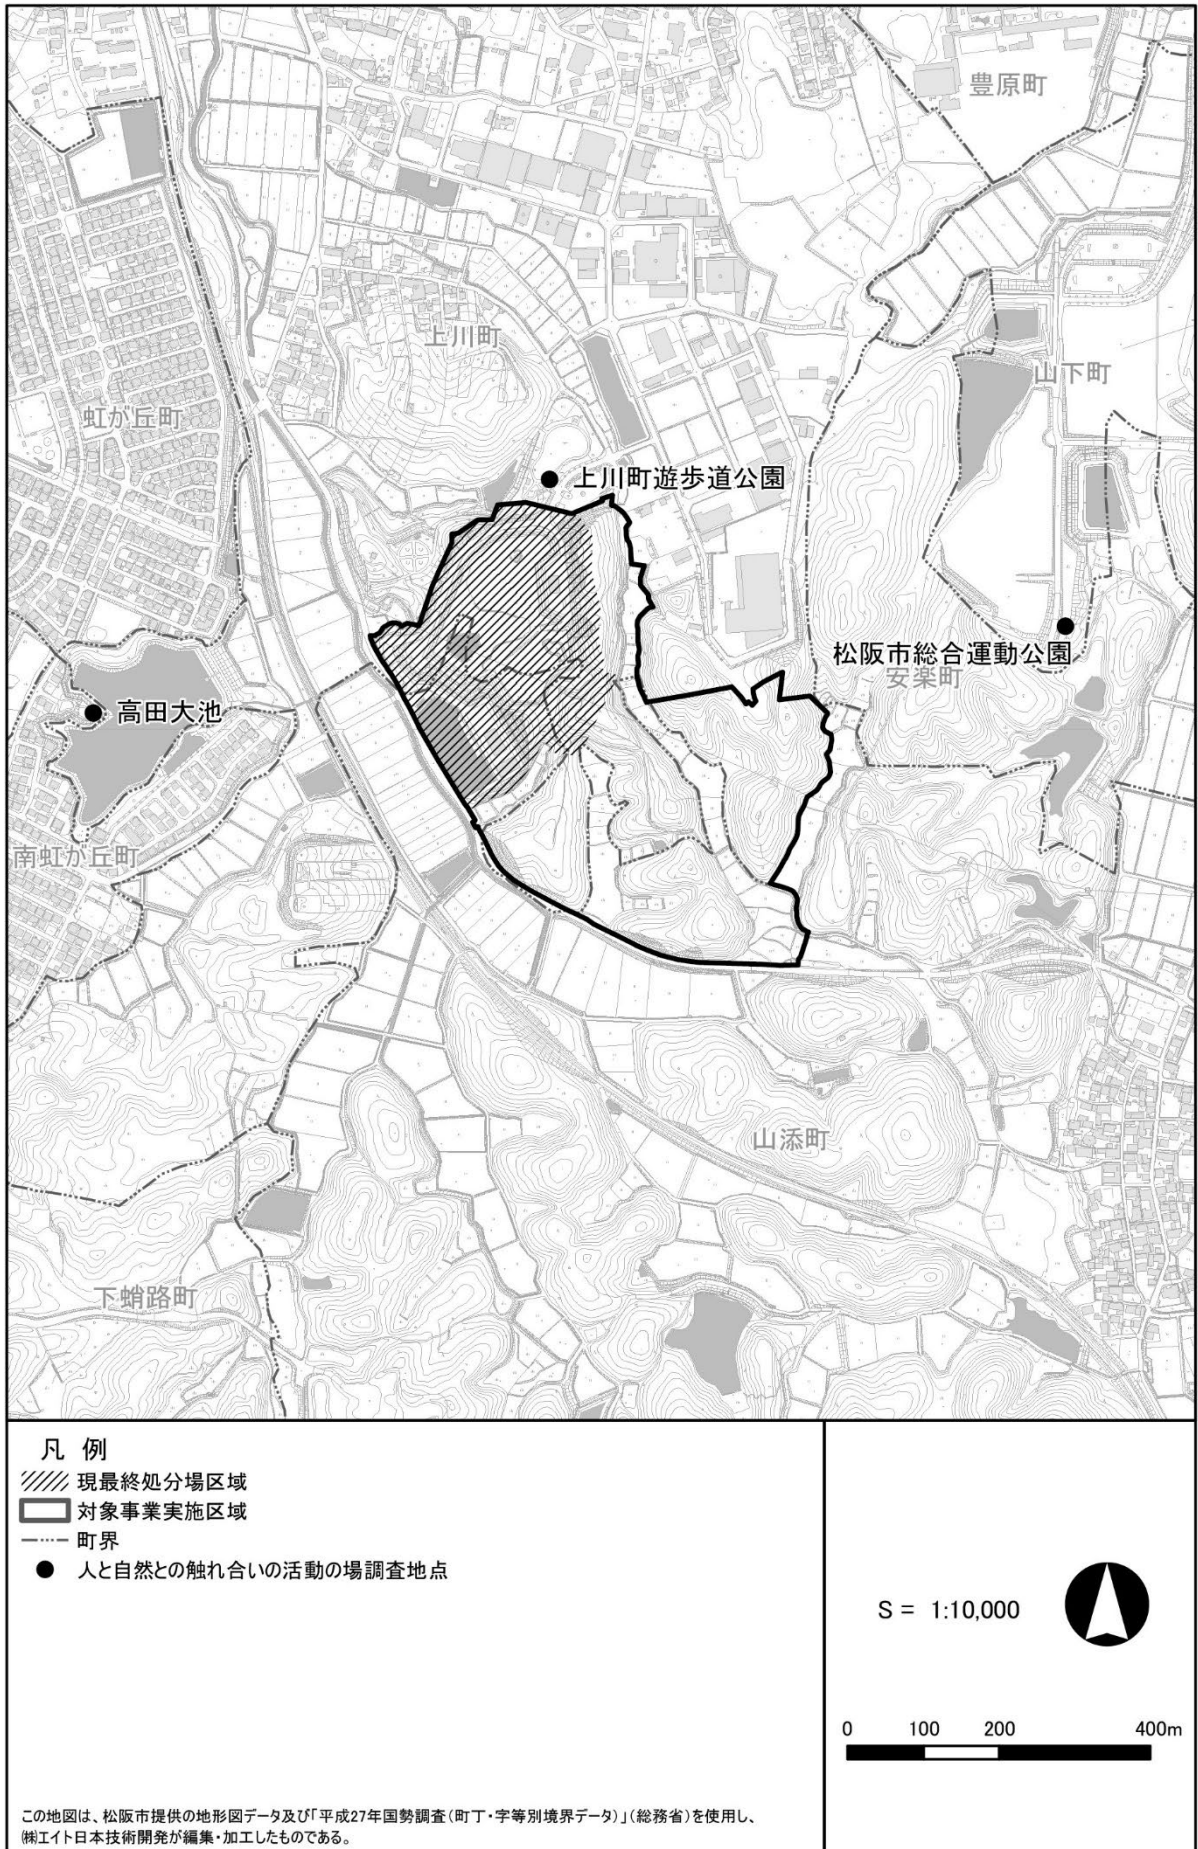 豊原町
上川町
山下町
虹が丘町
上川町遊歩道公園
松阪市総合運動公園
安楽町
高田大池
南虹が丘町
山添町
下蛸路町
凡 例
現最終処分場区域
対象事業実施区域
町界
人と自然との触れ合いの活動の場調査地点
S = 1:10,000
0 100 200 400m
この地図は、松阪市提供の地形図データ及び「平成27年国勢調査(町丁・字等別境界データ)」(総務省)を使用し、
㈱エイト日本技術開発が編集・加工したものである。